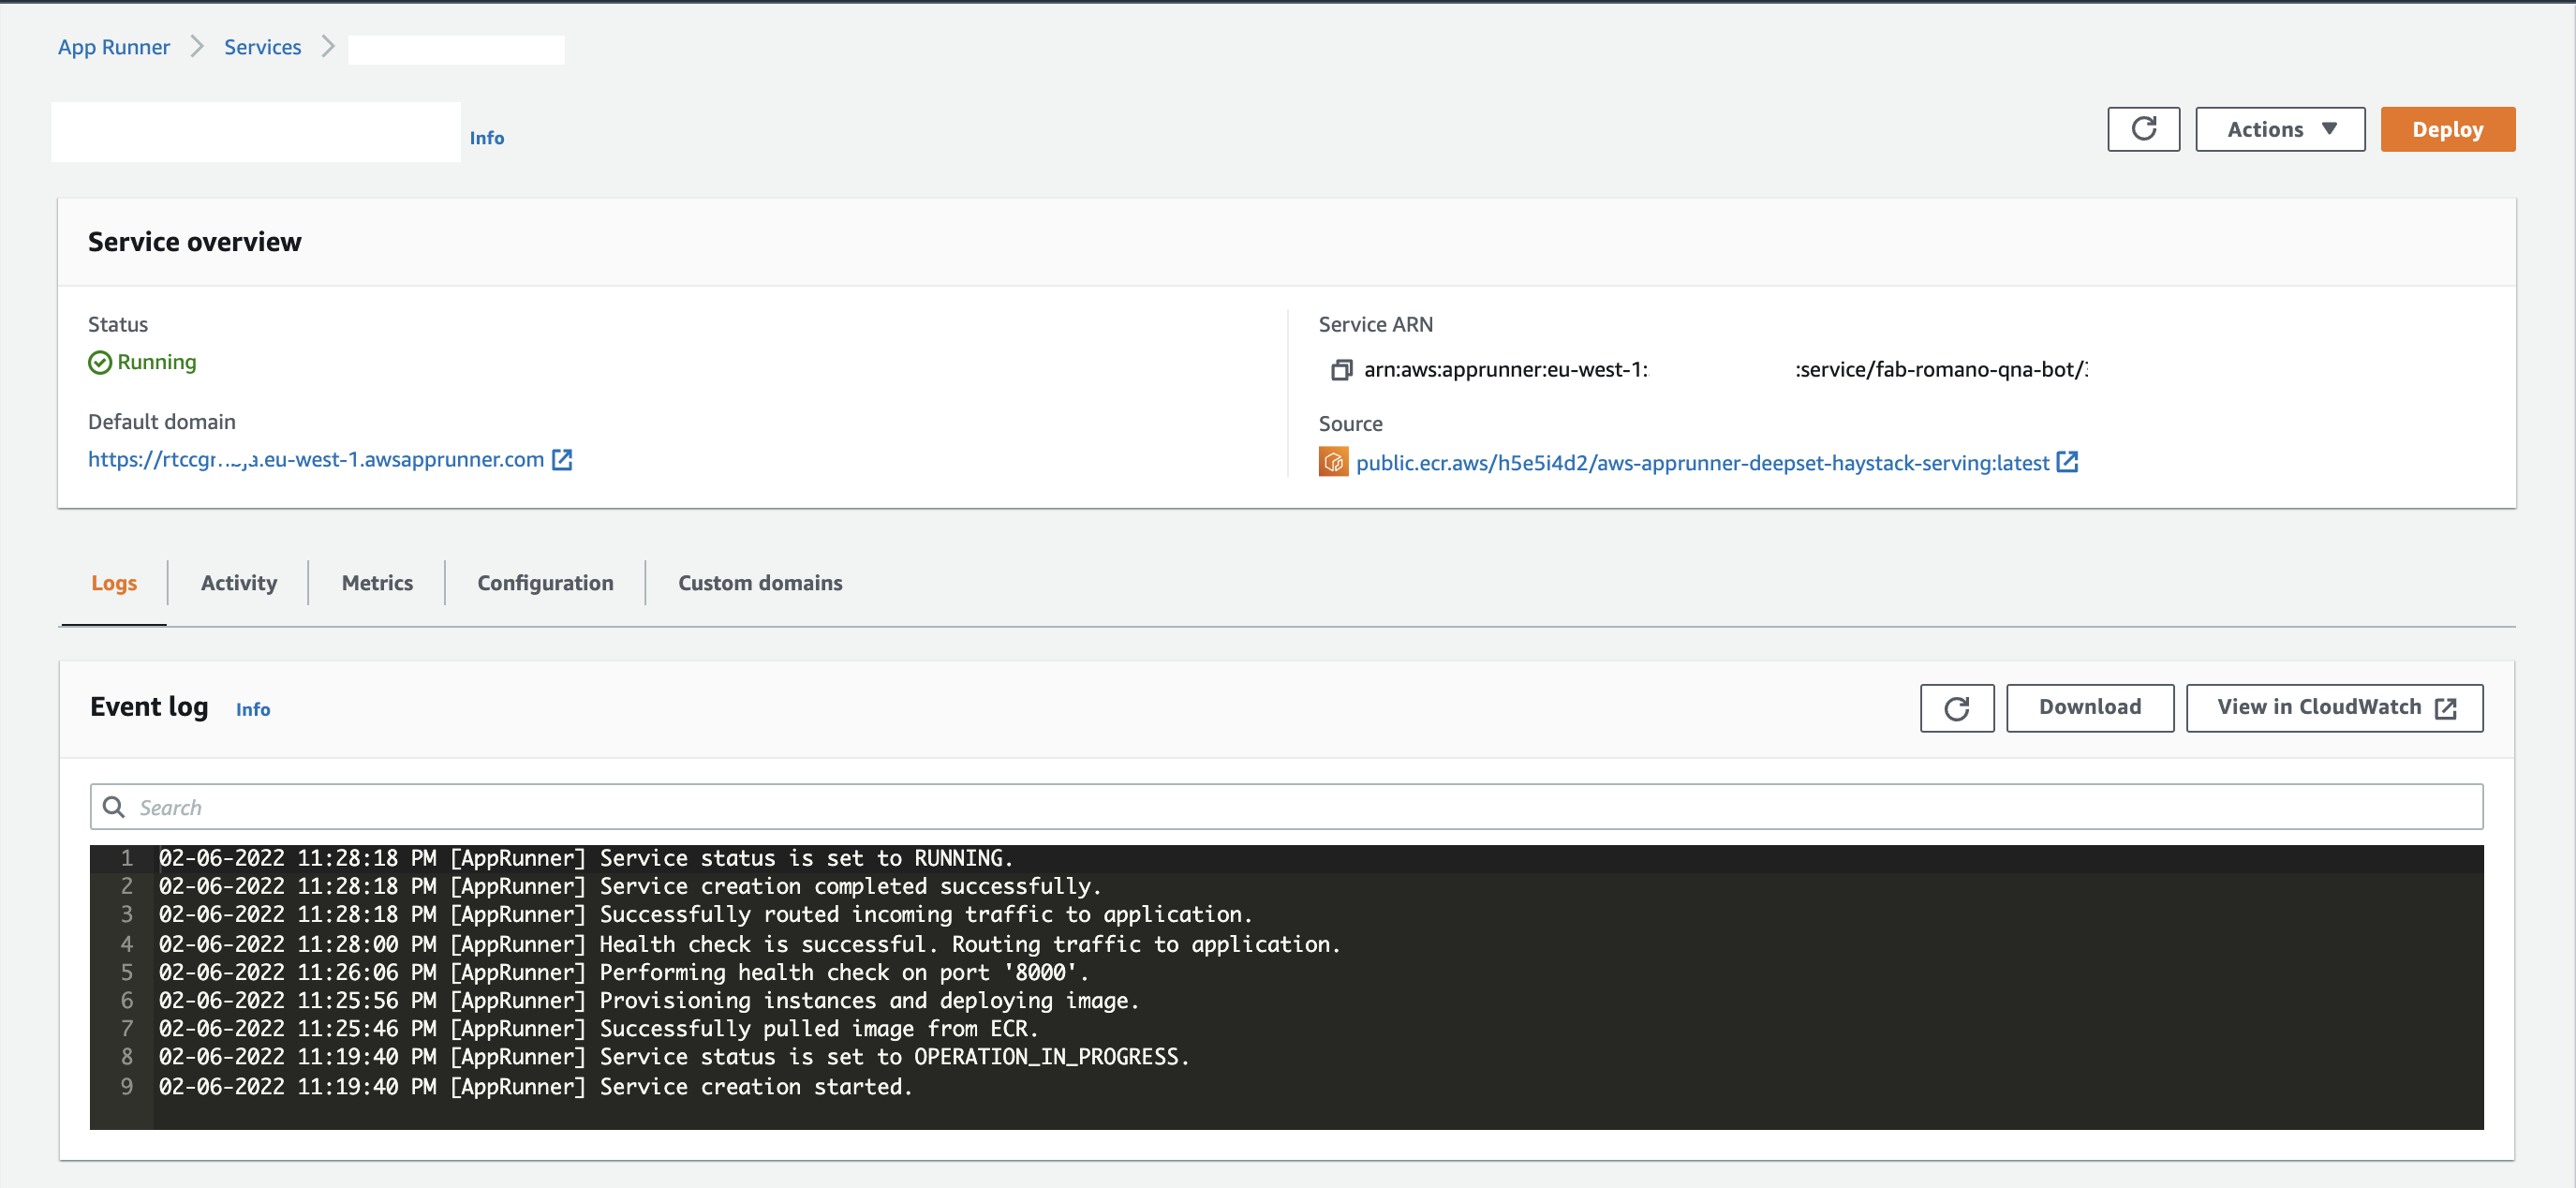 App Runner > Services >
Info
Actions ▼
Deploy
Service overview
Status
Running
Default domain
https://rtccgr
.eu-west-1.awsapprunner.com
Service ARN
arn:aws:apprunner:eu-west-1:
:service/fab-romano-qna-bot/
Source
public.ecr.aws/h5e5i4d2/aws-apprunner-deepset-haystack-serving:latest
Logs
Activity
Metrics
Configuration
Custom domains
Event log Info
Download
View in CloudWatch
Search
1 02-06-2022 11:28:18 PM [AppRunner] Service status is set to RUNNING.
2 02-06-2022 11:28:18 PM [AppRunner] Service creation completed successfully.
3 02-06-2022 11:28:18 PM [AppRunner] Successfully routed incoming traffic to application.
4 02-06-2022 11:28:00 PM [AppRunner] Health check is successful. Routing traffic to application.
5 02-06-2022 11:26:06 PM [AppRunner] Performing health check on port '8000'.
6 02-06-2022 11:25:56 PM [AppRunner] Provisioning instances and deploying image.
7 02-06-2022 11:25:46 PM [AppRunner] Successfully pulled image from ECR.
8 02-06-2022 11:19:40 PM [AppRunner] Service status is set to OPERATION_IN_PROGRESS.
9 02-06-2022 11:19:40 PM [AppRunner] Service creation started.